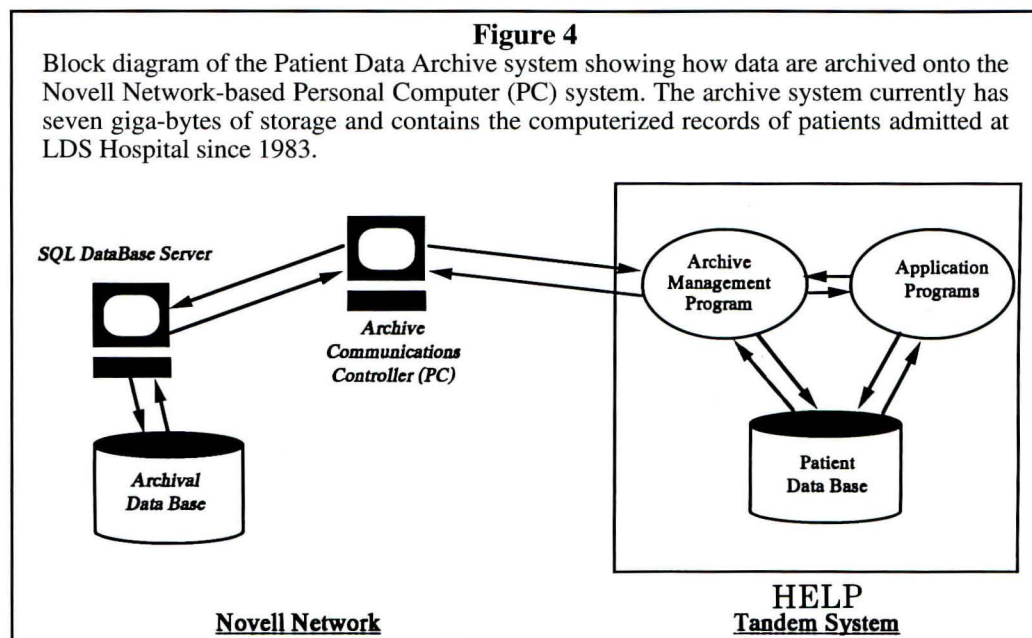 Figure 4
Block diagram of the Patient Data Archive system showing how data are archived onto the
Novell Network-based Personal Computer (PC) system. The archive system currently has
seven giga-bytes of storage and contains the computerized records of patients admitted at
LDS Hospital since 1983.
SQL DataBase Server
Archive
Communications
Controller (PC)
Archival
Data Base
Archive
Management
Program
Application
Programs
Patient
Data Base
Novell Network
HELP
Tandem System